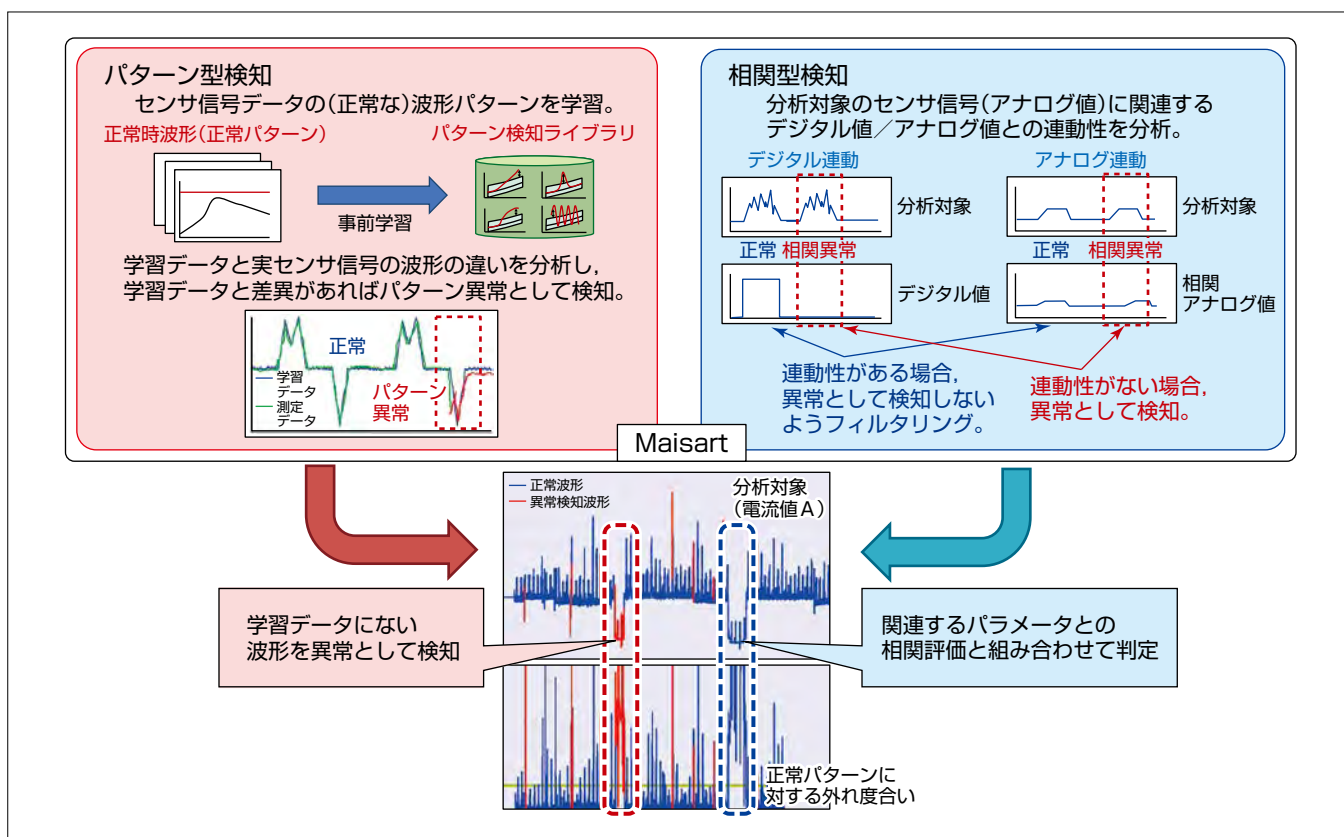 パターン型検知
センサ信号データの(正常な)波形パターンを学習。
正常時波形(正常パターン)
パターン検知ライブラリ
事前学習
学習データと実センサ信号の波形の違いを分析し,
学習データと差異があればパターン異常として検知。
正常
学習
データ
測定
データ
パターン
異常
相関型検知
分析対象のセンサ信号(アナログ値)に関連する
デジタル値/アナログ値との連動性を分析。
デジタル連動
分析対象
正常 相関異常
デジタル値
アナログ連動
分析対象
正常 相関異常
相関
アナログ値
連動性がある場合,
異常として検知しない
ようフィルタリング。
連動性がない場合,
異常として検知。
Maisart
正常波形
異常検知波形
分析対象
(電流値A)
学習データにない
波形を異常として検知
関連するパラメータとの
相関評価と組み合わせて判定
正常パターンに
対する外れ度合い